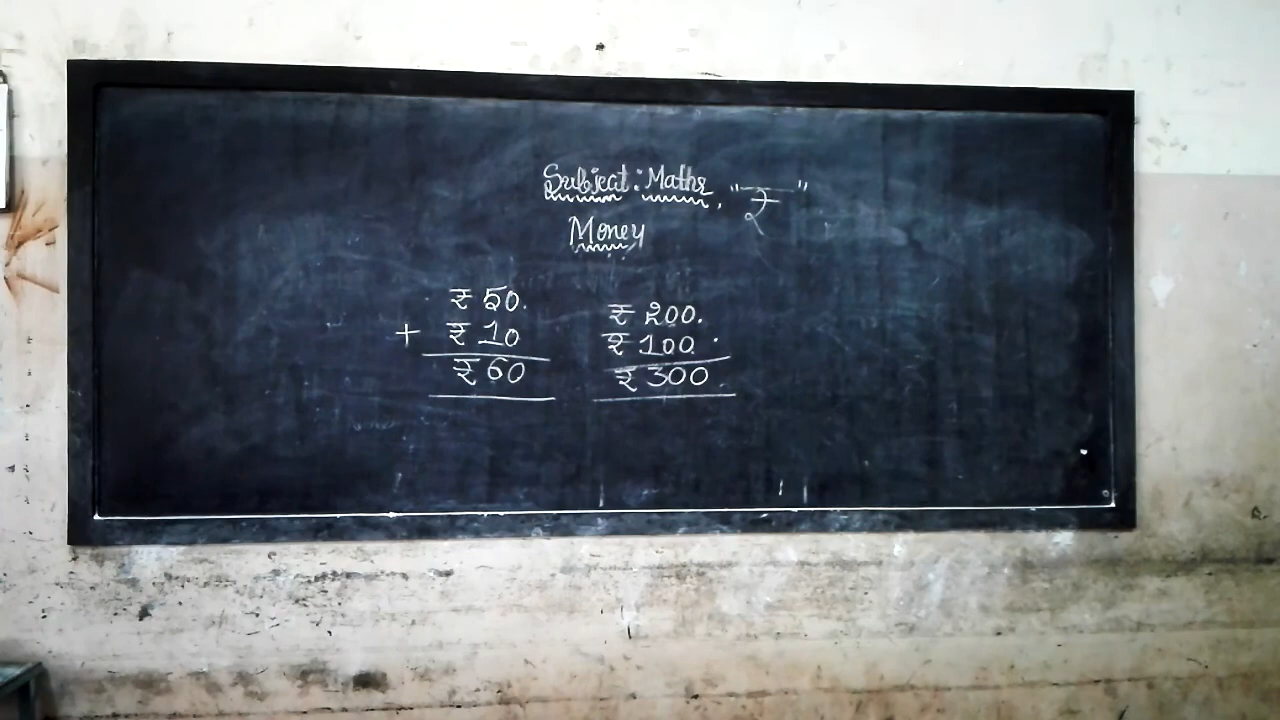 Subject: Maths, "₹"
Money
₹ 50.
+ ₹ 10
₹ 60
₹ 200.
₹ 100.
₹ 300